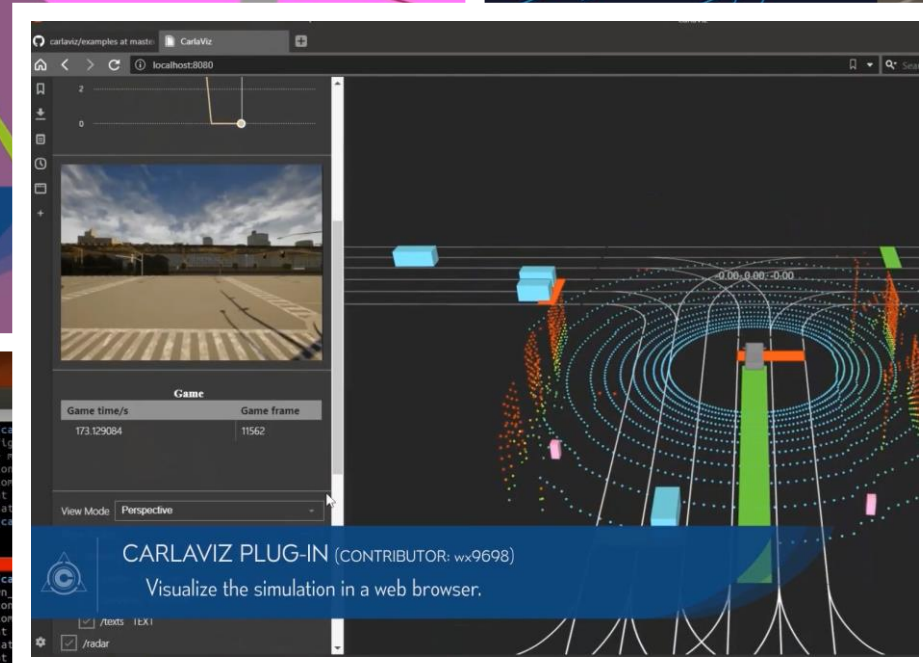 carlaviz/examples at maste
CarlaViz
localhost:8080
Sear
2
0
-0.00, 0.00, -0.00
Game
Game time/s Game frame
173.129084 11562
View Mode Perspective
CARLAVIZ PLUG-IN (CONTRIBUTOR: wx9698)
Visualize the simulation in a web browser.
/texts TEXT
/radar